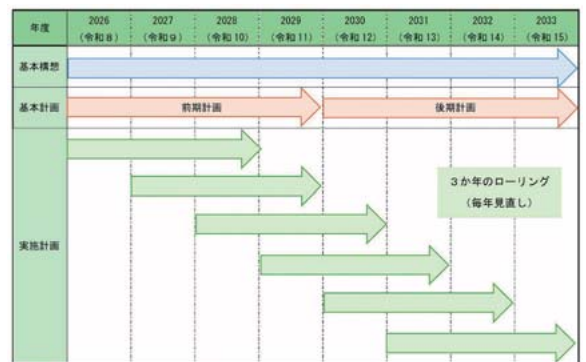 年度
2026
（令和８）
2027
（令和９）
2028
（令和10）
2029
（令和11）
2030
（令和12）
2031
（令和13）
2032
（令和14）
2033
（令和15）
基本構想
基本計画
前期計画
後期計画
実施計画
３か年のローリング
（毎年見直し）